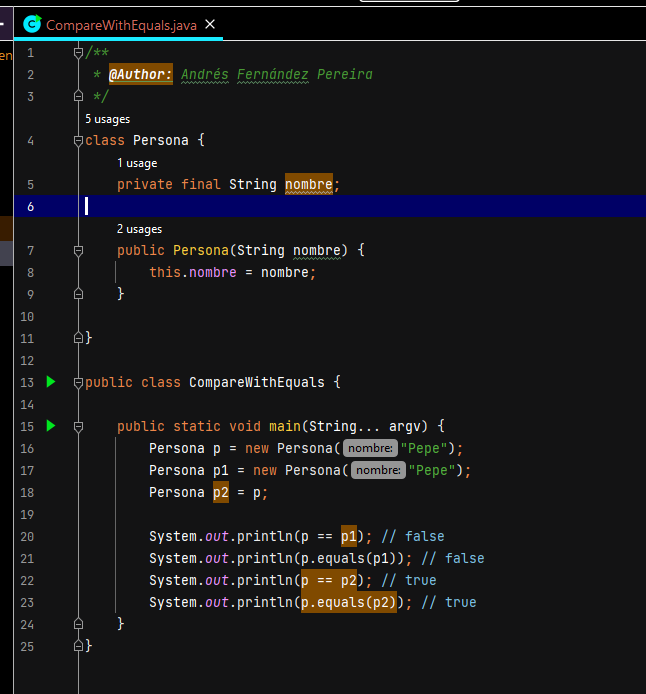 CompareWithEquals.java
en
1 /**
2 * @Author: Andrés Fernández Pereira
3 */
5 usages
4 class Persona {
1 usage
5 private final String nombre;
6
2 usages
7 public Persona(String nombre) {
8 this.nombre = nombre;
9 }
10
11 }
12
13 public class CompareWithEquals {
14
15 public static void main(String... argv) {
16 Persona p = new Persona( nombre: "Pepe");
17 Persona p1 = new Persona( nombre: "Pepe");
18 Persona p2 = p;
19
20 System.out.println(p == p1); // false
21 System.out.println(p.equals(p1)); // false
22 System.out.println(p == p2); // true
23 System.out.println(p.equals(p2)); // true
24 }
25 }